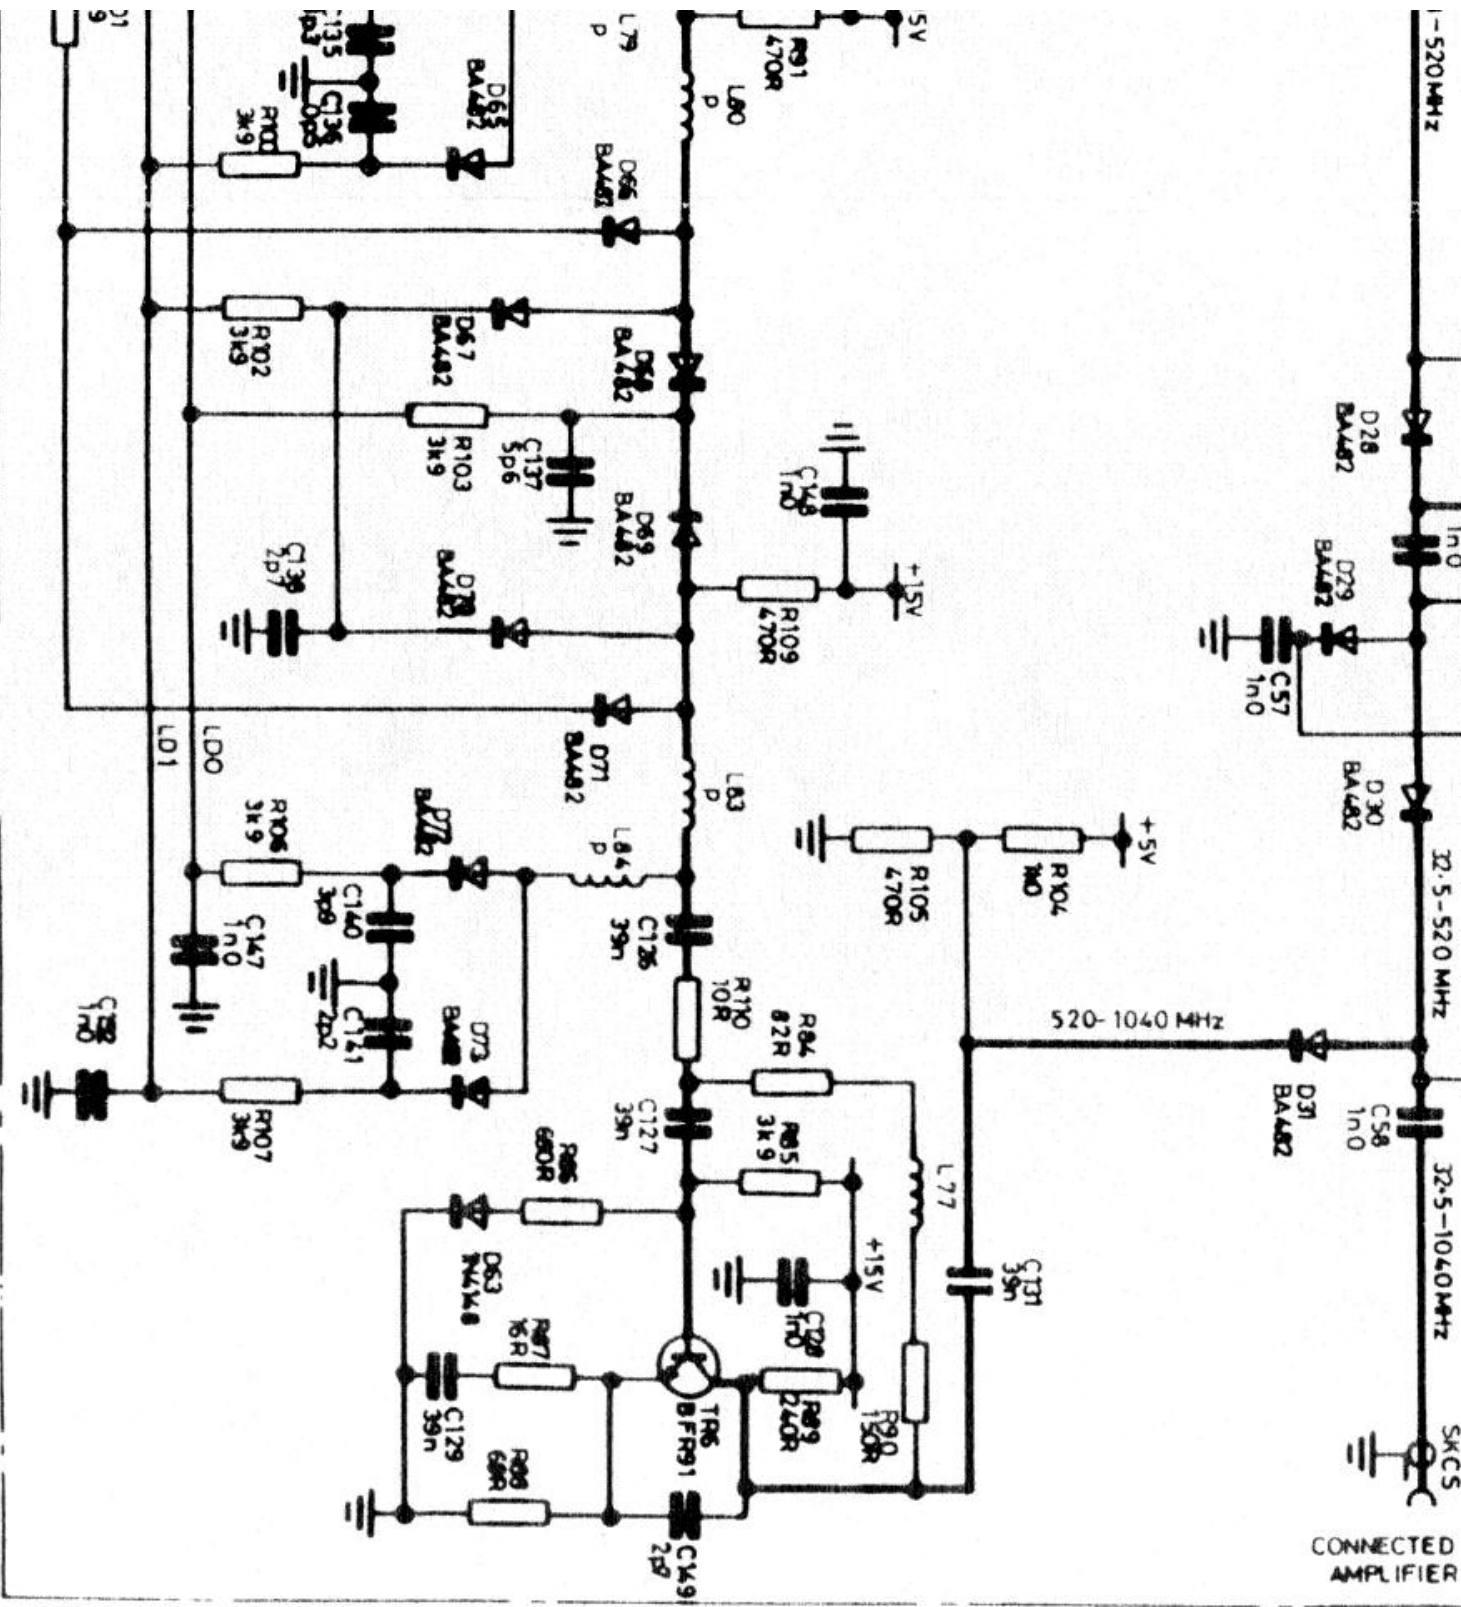 L79
p
R91
470R
L80
p
D65
BA482
C136
0p5
R100
3k9
D66
BA482
1-520MHz
R102
3k9
D67
BA482
D68
BA482
R103
3k9
C137
5p6
D69
BA482
C148
1n0
+15V
R109
470R
C138
2p7
D70
BA482
D71
BA482
D28
BA482
1n0
D29
BA482
C57
1n0
D30
BA482
LD1
LD0
L83
p
L84
p
+5V
R104
1k0
R105
470R
32·5-520 MHz
R106
3k9
D72
BA482
C140
3p9
C147
1n0
C126
39n
R110
10R
R84
82R
520-1040 MHz
C141
2p2
D73
BA482
1n0
R107
3k9
C127
39n
R85
3k9
L77
D31
BA482
C58
1n0
32·5-1040MHz
R86
680R
D63
1N4148
+15V
C128
1n0
C131
39n
R87
16R
C129
39n
R88
68R
TR6
BFR91
R89
240R
R90
150R
C149
2p7
SKC5
CONNECTED
AMPLIFIER